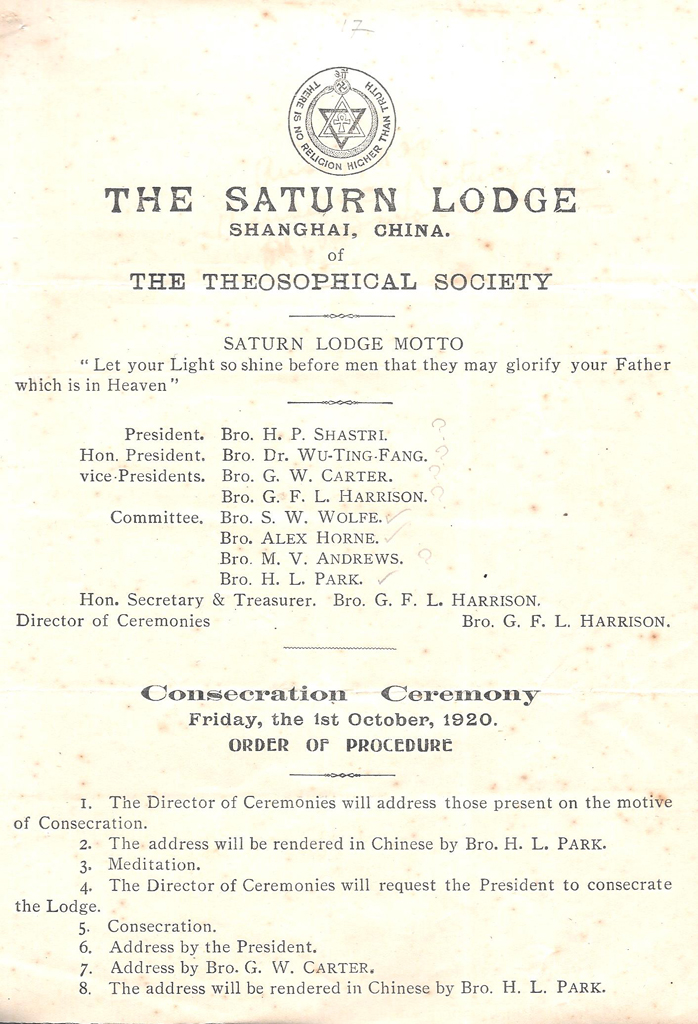 17
ॐ
THERE IS NO RELIGION HIGHER THAN TRUTH
THE SATURN LODGE
SHANGHAI, CHINA.
of
THE THEOSOPHICAL SOCIETY
SATURN LODGE MOTTO
" Let your Light so shine before men that they may glorify your Father
which is in Heaven "
President. Bro. H. P. SHASTRI. ?
Hon. President. Bro. Dr. WU-TING-FANG. ?
vice-Presidents. Bro. G. W. CARTER. ?
Bro. G. F. L. HARRISON. ?
Committee. Bro. S. W. WOLFE. ✓
Bro. ALEX HORNE. ✓
Bro. M. V. ANDREWS. ?
Bro. H. L. PARK. ✓
Hon. Secretary & Treasurer. Bro. G. F. L. HARRISON.
Director of Ceremonies Bro. G. F. L. HARRISON.
Consecration Ceremony
Friday, the 1st October, 1920.
ORDER OF PROCEDURE
1. The Director of Ceremonies will address those present on the motive
of Consecration.
2. The address will be rendered in Chinese by Bro. H. L. PARK.
3. Meditation.
4. The Director of Ceremonies will request the President to consecrate
the Lodge.
5. Consecration.
6. Address by the President.
7. Address by Bro. G. W. CARTER.
8. The address will be rendered in Chinese by Bro. H. L. PARK.